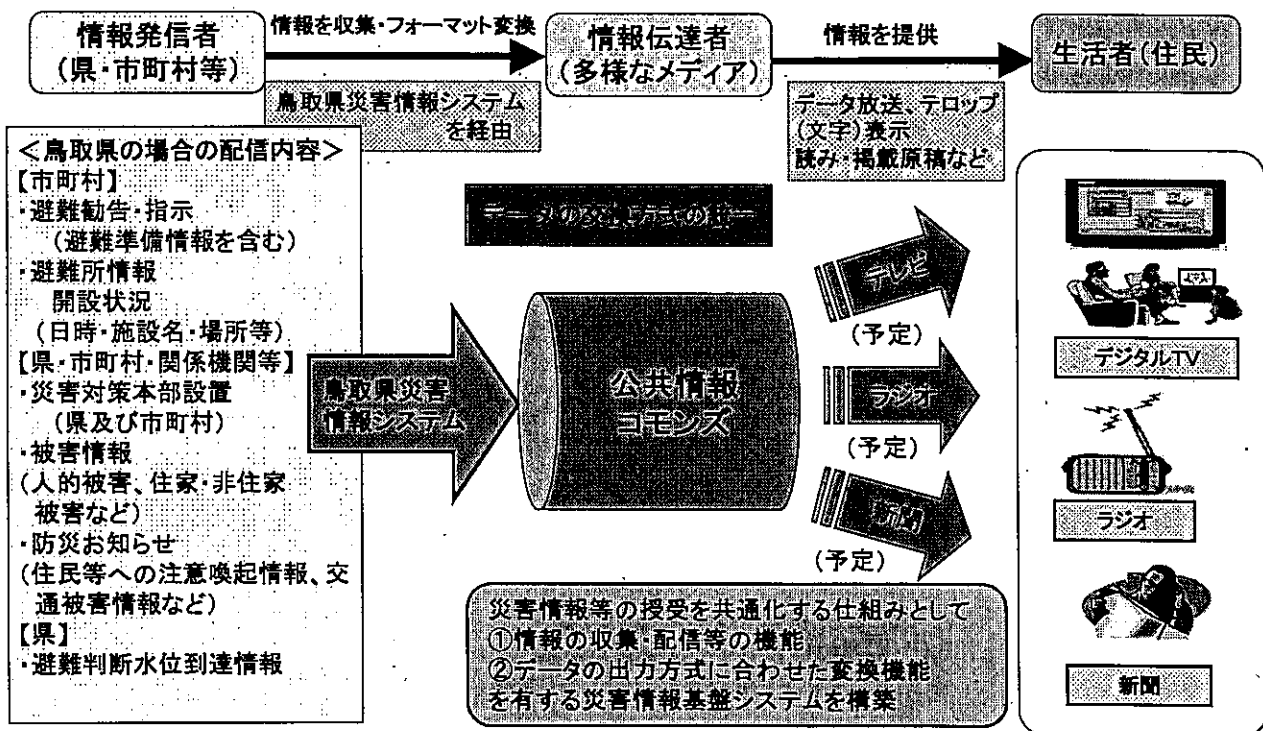 情報発信者
(県・市町村等)
情報を収集・フォーマット変換
鳥取県災害情報システム
を経由
情報伝達者
(多様なメディア)
情報を提供
データ放送、テロップ
(文字)表示
読み・掲載原稿など
生活者(住民)
＜鳥取県の場合の配信内容＞
【市町村】
・避難勧告・指示
(避難準備情報を含む)
・避難所情報
開設状況
(日時・施設名・場所等)
【県・市町村・関係機関等】
・災害対策本部設置
(県及び市町村)
・被害情報
(人的被害、住家・非住家
被害など)
・防災お知らせ
(住民等への注意喚起情報、交
通被害情報など)
【県】
・避難判断水位到達情報
データの交換方式の統一
鳥取県災害
情報システム
公共情報
コモンズ
テレビ
(予定)
ラジオ
(予定)
新聞
(予定)
災害情報等の授受を共通化する仕組みとして
①情報の収集・配信等の機能
②データの出力方式に合わせた変換機能
を有する災害情報基盤システムを構築
デジタルTV
ラジオ
新聞